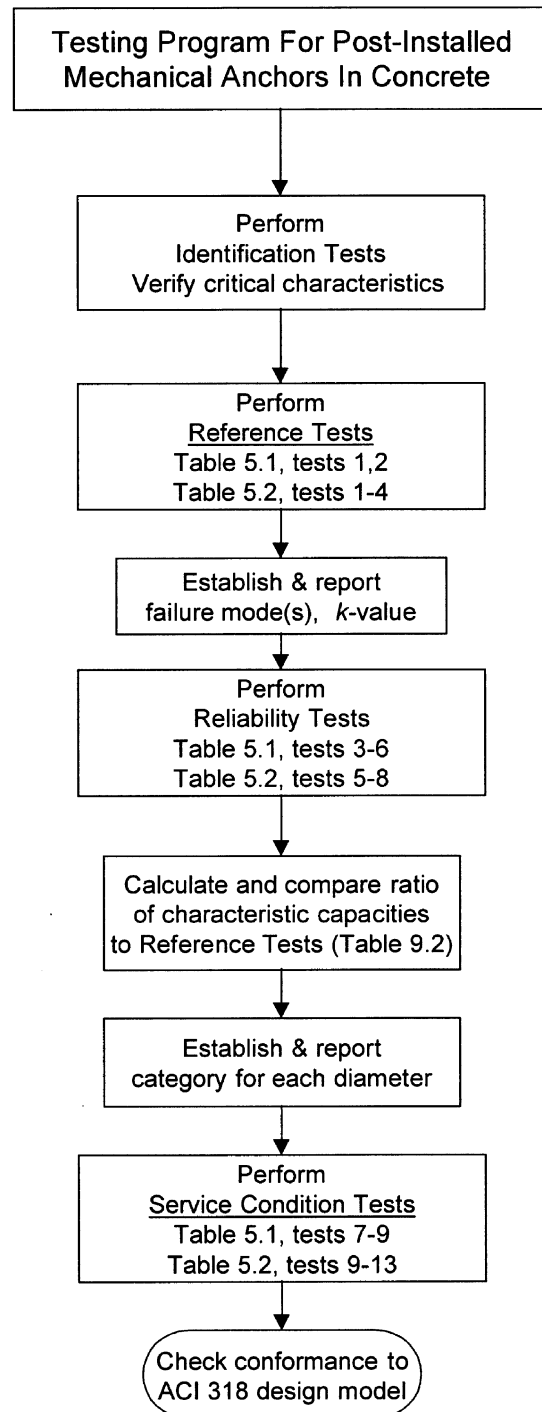 Testing Program For Post-Installed
Mechanical Anchors In Concrete
Perform
Identification Tests
Verify critical characteristics
Perform
Reference Tests
Table 5.1, tests 1,2
Table 5.2, tests 1-4
Establish & report
failure mode(s), k-value
Perform
Reliability Tests
Table 5.1, tests 3-6
Table 5.2, tests 5-8
Calculate and compare ratio
of characteristic capacities
to Reference Tests (Table 9.2)
Establish & report
category for each diameter
Perform
Service Condition Tests
Table 5.1, tests 7-9
Table 5.2, tests 9-13
Check conformance to
ACI 318 design model